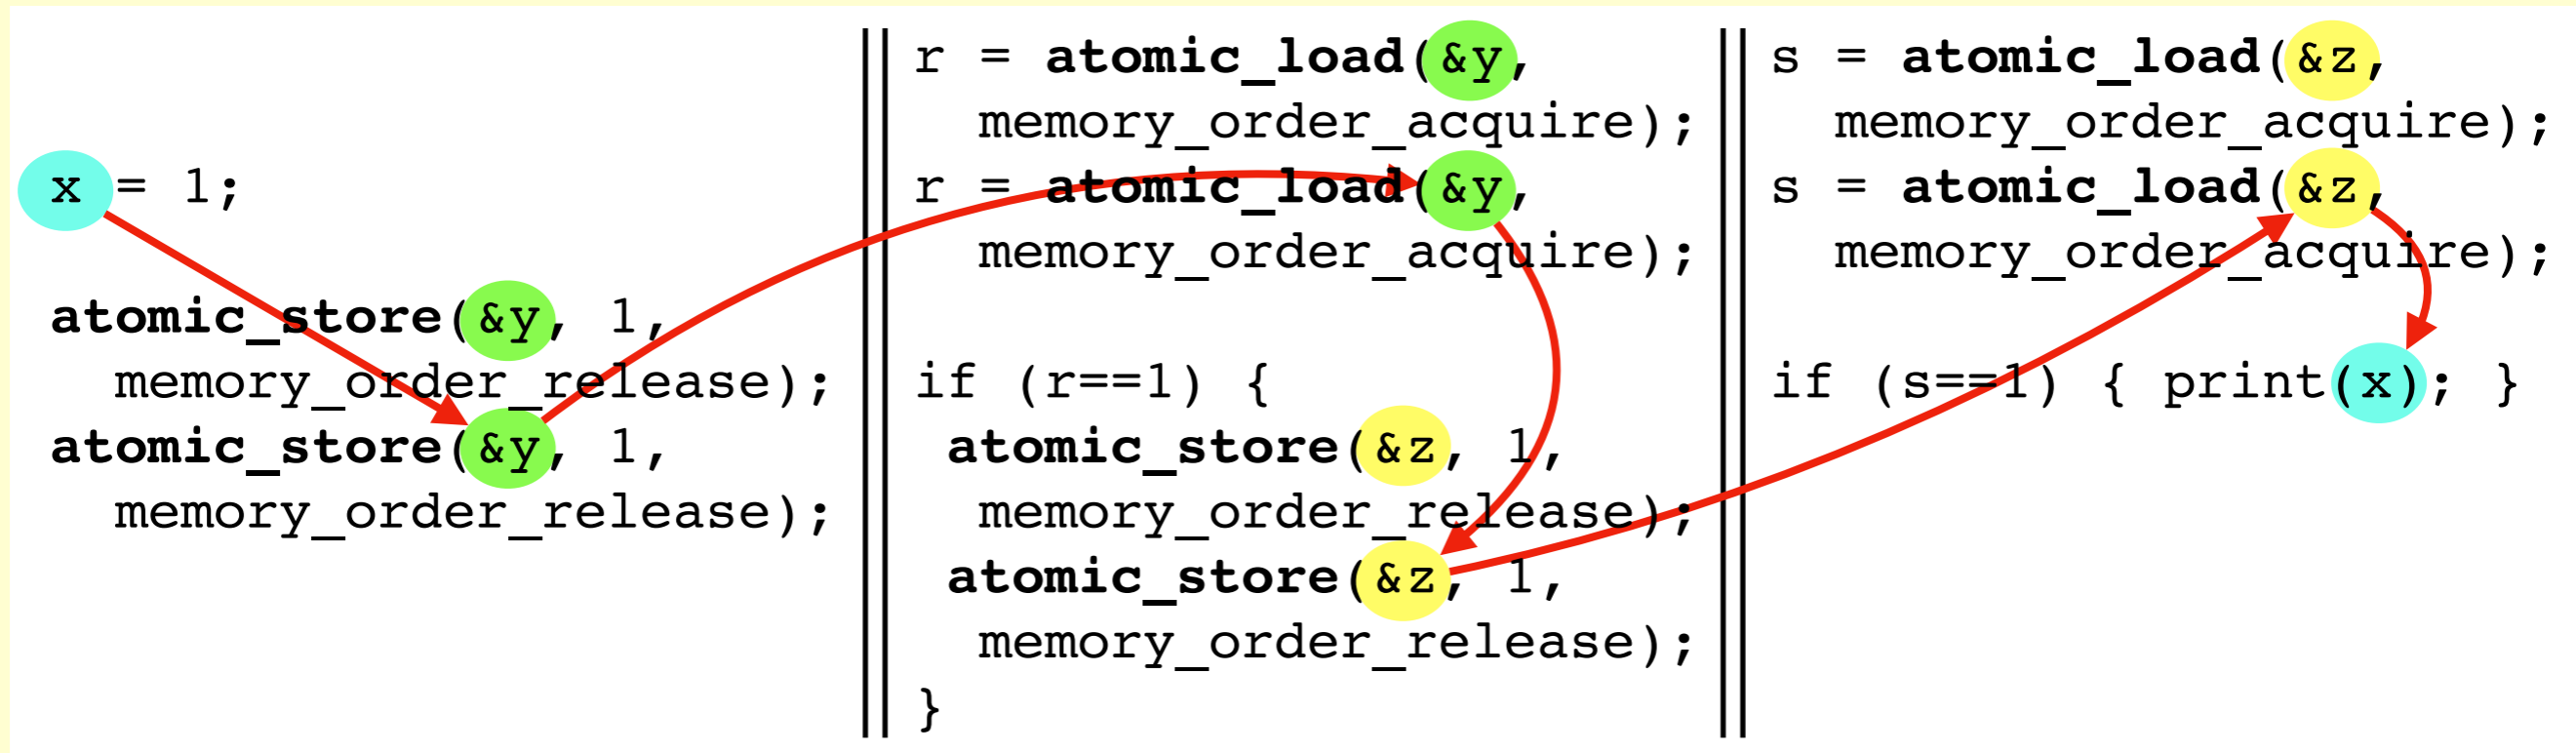 x = 1;
atomic_store(&y, 1,
memory_order_release);
atomic_store(&y, 1,
memory_order_release);
r = atomic_load(&y,
memory_order_acquire);
r = atomic_load(&y,
memory_order_acquire);
if (r==1) {
atomic_store(&z, 1,
memory_order_release);
atomic_store(&z, 1,
memory_order_release);
}
s = atomic_load(&z,
memory_order_acquire);
s = atomic_load(&z,
memory_order_acquire);
if (s==1) { print(x); }